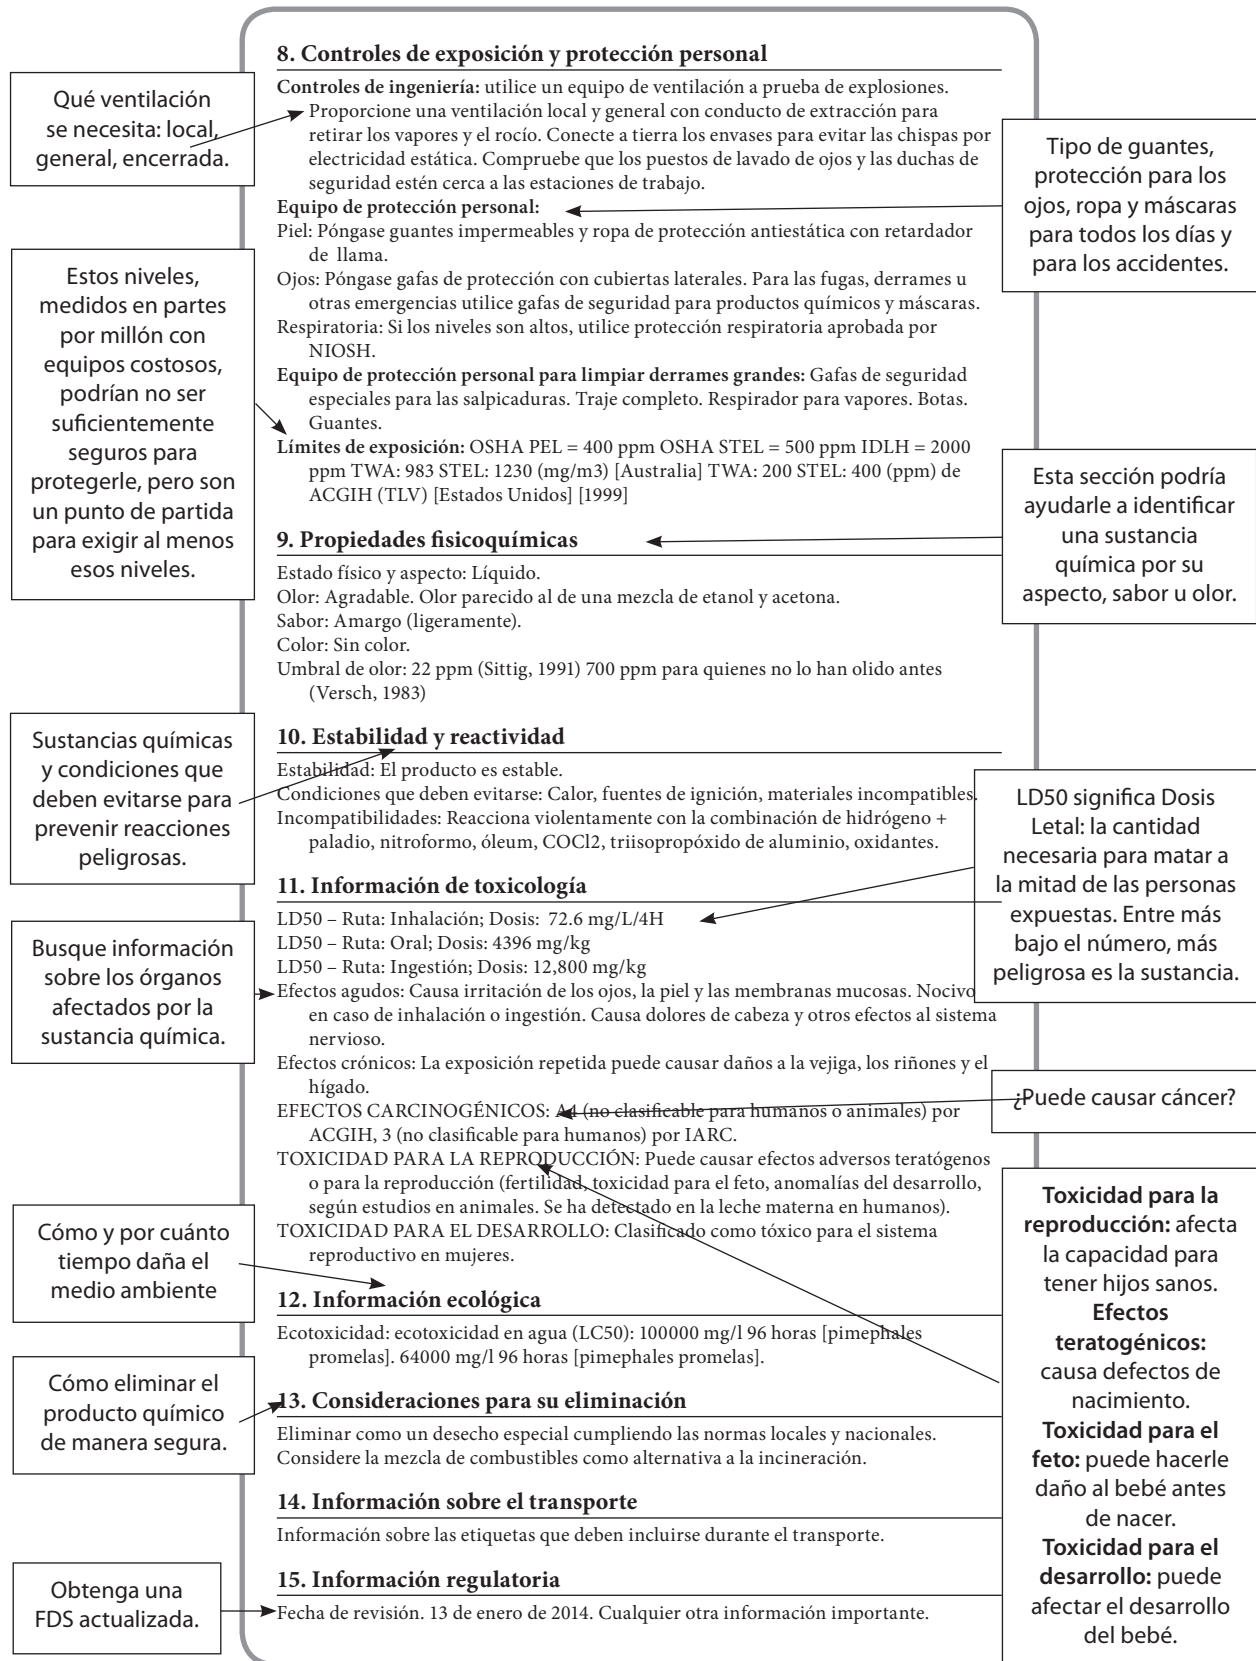 8. Controles de exposición y protección personal
Controles de ingeniería: utilice un equipo de ventilación a prueba de explosiones.
Proporcione una ventilación local y general con conducto de extracción para
retirar los vapores y el rocío. Conecte a tierra los envases para evitar las chispas por
electricidad estática. Compruebe que los puestos de lavado de ojos y las duchas de
seguridad estén cerca a las estaciones de trabajo.
Equipo de protección personal:
Piel: Póngase guantes impermeables y ropa de protección antiestática con retardador
de llama.
Ojos: Póngase gafas de protección con cubiertas laterales. Para las fugas, derrames u
otras emergencias utilice gafas de seguridad para productos químicos y máscaras.
Respiratoria: Si los niveles son altos, utilice protección respiratoria aprobada por
NIOSH.
Equipo de protección personal para limpiar derrames grandes: Gafas de seguridad
especiales para las salpicaduras. Traje completo. Respirador para vapores. Botas.
Guantes.
Límites de exposición: OSHA PEL = 400 ppm OSHA STEL = 500 ppm IDLH = 2000
ppm TWA: 983 STEL: 1230 (mg/m3) [Australia] TWA: 200 STEL: 400 (ppm) de
ACGIH (TLV) [Estados Unidos] [1999]
9. Propiedades fisicoquímicas
Estado físico y aspecto: Líquido.
Olor: Agradable. Olor parecido al de una mezcla de etanol y acetona.
Sabor: Amargo (ligeramente).
Color: Sin color.
Umbral de olor: 22 ppm (Sittig, 1991) 700 ppm para quienes no lo han olido antes
(Versch, 1983)
10. Estabilidad y reactividad
Estabilidad: El producto es estable.
Condiciones que deben evitarse: Calor, fuentes de ignición, materiales incompatibles.
Incompatibilidades: Reacciona violentamente con la combinación de hidrógeno +
paladio, nitroformo, óleum, COCl2, triisopropóxido de aluminio, oxidantes.
11. Información de toxicología
LD50 – Ruta: Inhalación; Dosis: 72.6 mg/L/4H
LD50 – Ruta: Oral; Dosis: 4396 mg/kg
LD50 – Ruta: Ingestión; Dosis: 12,800 mg/kg
Efectos agudos: Causa irritación de los ojos, la piel y las membranas mucosas. Nocivo
en caso de inhalación o ingestión. Causa dolores de cabeza y otros efectos al sistema
nervioso.
Efectos crónicos: La exposición repetida puede causar daños a la vejiga, los riñones y el
hígado.
EFECTOS CARCINOGÉNICOS: A4 (no clasificable para humanos o animales) por
ACGIH, 3 (no clasificable para humanos) por IARC.
TOXICIDAD PARA LA REPRODUCCIÓN: Puede causar efectos adversos teratógenos
o para la reproducción (fertilidad, toxicidad para el feto, anomalías del desarrollo,
según estudios en animales. Se ha detectado en la leche materna en humanos).
TOXICIDAD PARA EL DESARROLLO: Clasificado como tóxico para el sistema
reproductivo en mujeres.
12. Información ecológica
Ecotoxicidad: ecotoxicidad en agua (LC50): 100000 mg/l 96 horas [pimephales
promelas]. 64000 mg/l 96 horas [pimephales promelas].
13. Consideraciones para su eliminación
Eliminar como un desecho especial cumpliendo las normas locales y nacionales.
Considere la mezcla de combustibles como alternativa a la incineración.
14. Información sobre el transporte
Información sobre las etiquetas que deben incluirse durante el transporte.
15. Información regulatoria
Fecha de revisión. 13 de enero de 2014. Cualquier otra información importante.
Qué ventilación
se necesita: local,
general, encerrada.
Estos niveles,
medidos en partes
por millón con
equipos costosos,
podrían no ser
suficientemente
seguros para
protegerle, pero son
un punto de partida
para exigir al menos
esos niveles.
Sustancias químicas
y condiciones que
deben evitarse para
prevenir reacciones
peligrosas.
Busque información
sobre los órganos
afectados por la
sustancia química.
Cómo y por cuánto
tiempo daña el
medio ambiente
Cómo eliminar el
producto químico
de manera segura.
Obtenga una
FDS actualizada.
Tipo de guantes,
protección para los
ojos, ropa y máscaras
para todos los días y
para los accidentes.
Esta sección podría
ayudarle a identificar
una sustancia
química por su
aspecto, sabor u olor.
LD50 significa Dosis
Letal: la cantidad
necesaria para matar a
la mitad de las personas
expuestas. Entre más
bajo el número, más
peligrosa es la sustancia.
¿Puede causar cáncer?
Toxicidad para la
reproducción: afecta
la capacidad para
tener hijos sanos.
Efectos
teratogénicos:
causa defectos de
nacimiento.
Toxicidad para el
feto: puede hacerle
daño al bebé antes
de nacer.
Toxicidad para el
desarrollo: puede
afectar el desarrollo
del bebé.